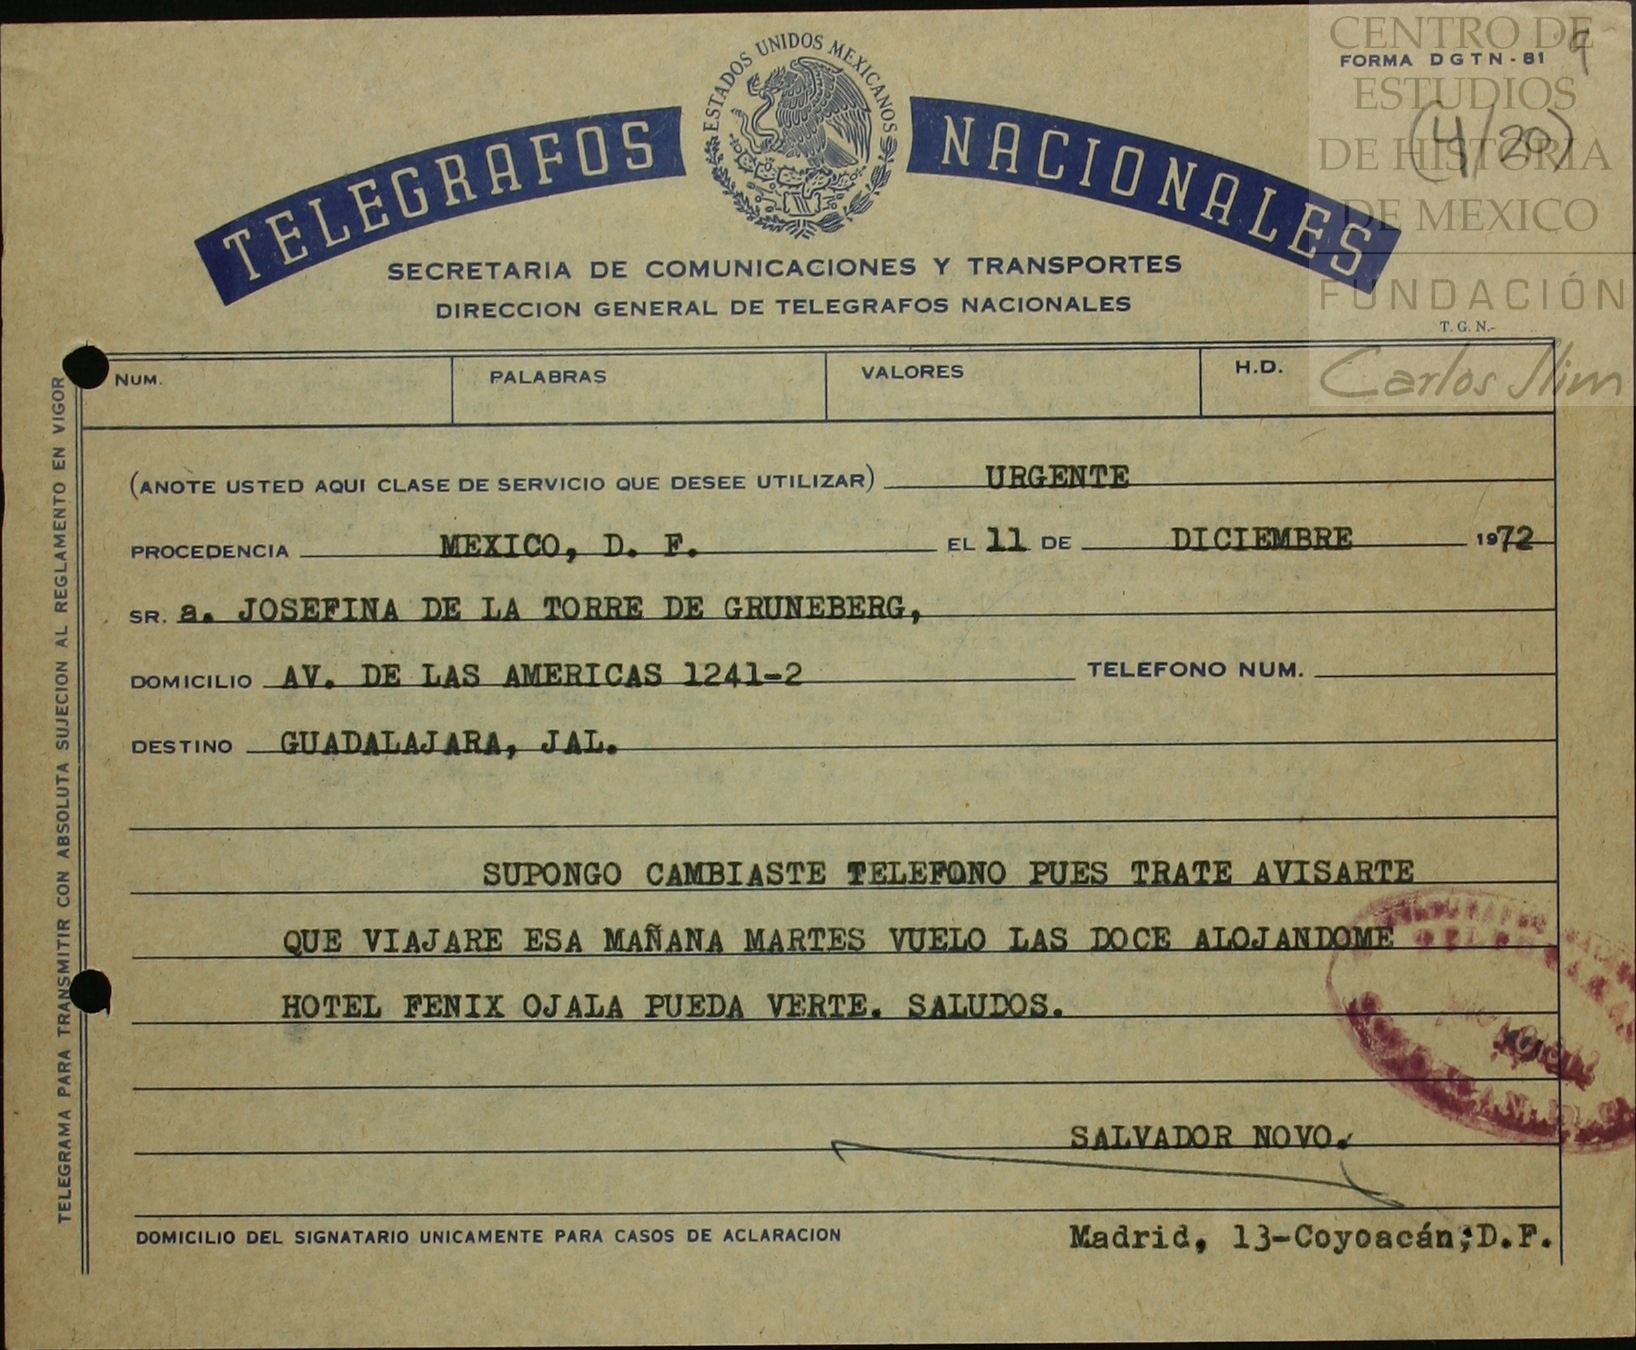 CENTRO DE
ESTUDIOS
DE HISTORIA
DE MEXICO
FUNDACIÓN
Carlos Slim
FORMA DGTN-81
9
(4/20)
ESTADOS UNIDOS MEXICANOS
TELEGRAFOS NACIONALES
SECRETARIA DE COMUNICACIONES Y TRANSPORTES
DIRECCION GENERAL DE TELEGRAFOS NACIONALES
T. G. N.-
NUM. PALABRAS VALORES H.D.
(ANOTE USTED AQUI CLASE DE SERVICIO QUE DESEE UTILIZAR) URGENTE
PROCEDENCIA MEXICO, D. F. EL 11 DE DICIEMBRE 1972
SR. a. JOSEFINA DE LA TORRE DE GRUNEBERG,
DOMICILIO AV. DE LAS AMERICAS 1241-2 TELEFONO NUM.
DESTINO GUADALAJARA, JAL.
SUPONGO CAMBIASTE TELEFONO PUES TRATE AVISARTE
QUE VIAJARE ESA MAÑANA MARTES VUELO LAS DOCE ALOJANDOME
HOTEL FENIX OJALA PUEDA VERTE. SALUDOS.
SALVADOR NOVO.
DOMICILIO DEL SIGNATARIO UNICAMENTE PARA CASOS DE ACLARACION Madrid, 13-Coyoacán;D.F.
TELEGRAMA PARA TRANSMITIR CON ABSOLUTA SUJECION AL REGLAMENTO EN VIGOR